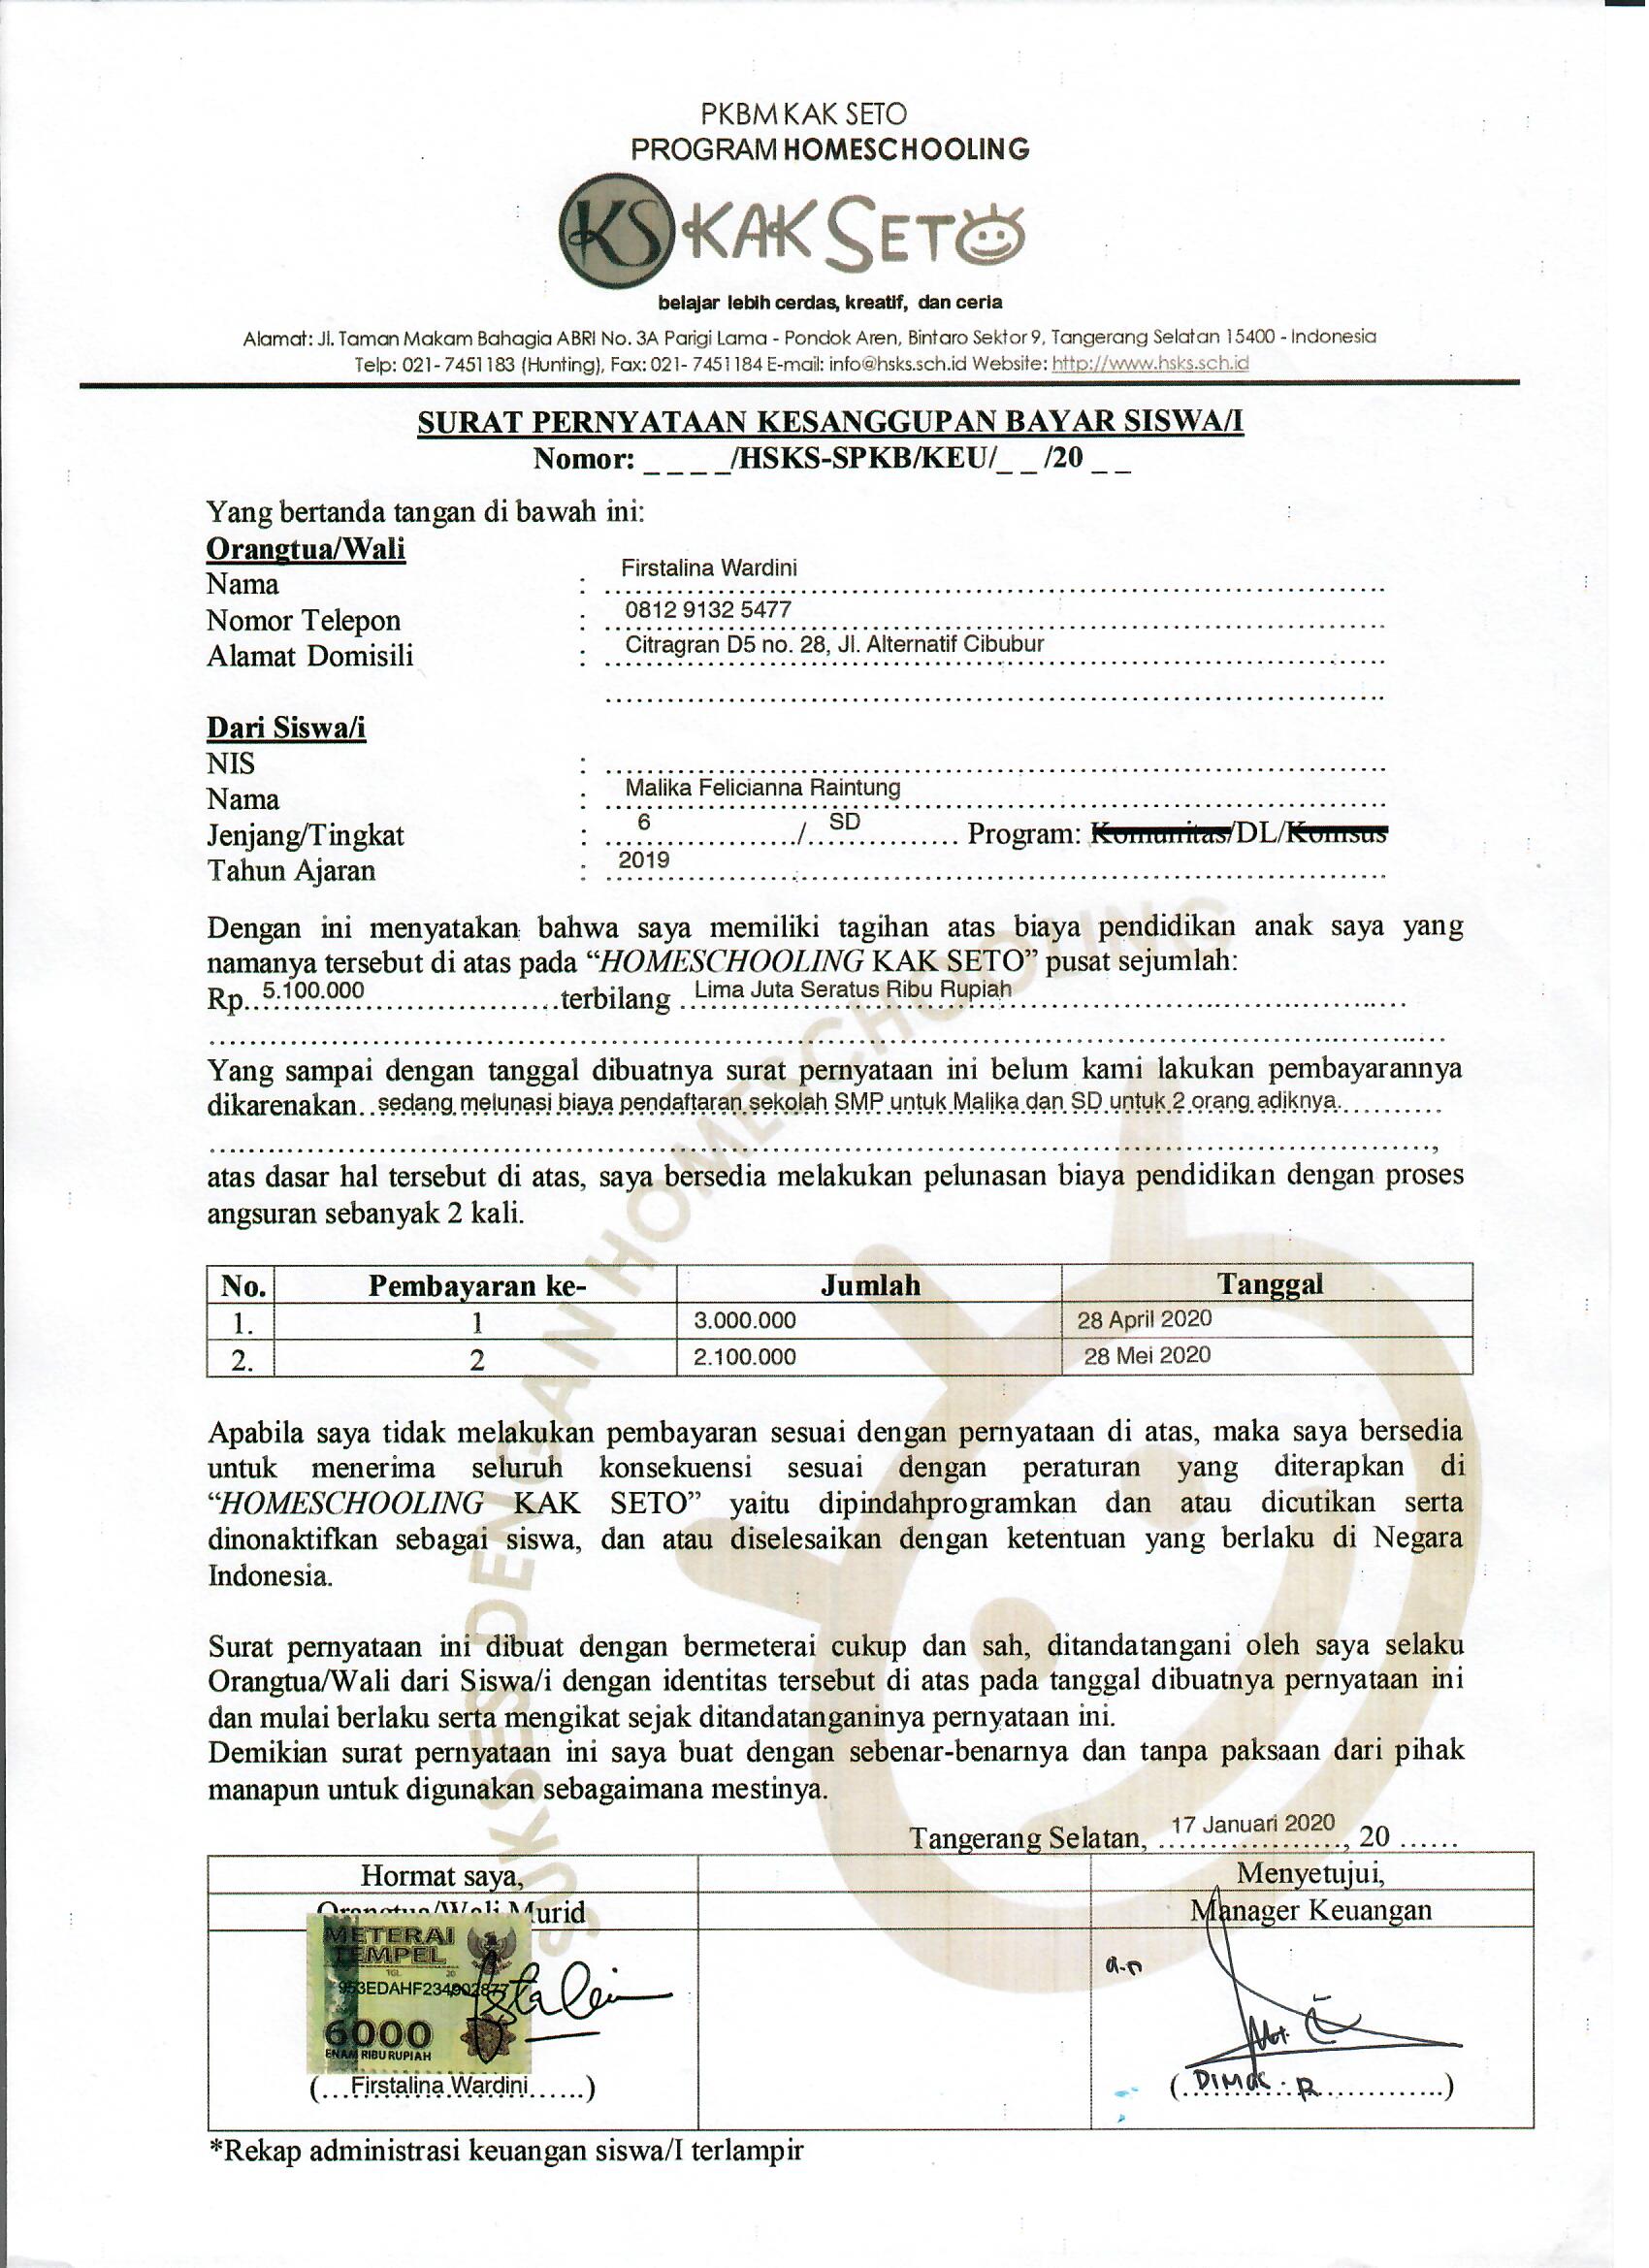 PKBM KAK SETO
PROGRAM HOMESCHOOLING
KS KAK SETO
belajar lebih cerdas, kreatif, dan ceria
Alamat: Jl. Taman Makam Bahagia ABRI No. 3A Parigi Lama - Pondok Aren, Bintaro Sektor 9, Tangerang Selatan 15400 - Indonesia
Telp: 021- 7451183 (Hunting), Fax: 021- 7451184 E-mail: info@hsks.sch.id Website: http://www.hsks.sch.id
SURAT PERNYATAAN KESANGGUPAN BAYAR SISWA/I
Nomor: _ _ _ _/HSKS-SPKB/KEU/_ _ /20 _ _
Yang bertanda tangan di bawah ini:
Orangtua/Wali
Nama : Firstalina Wardini
Nomor Telepon : 0812 9132 5477
Alamat Domisili : Citragran D5 no. 28, Jl. Alternatif Cibubur
Dari Siswa/i
NIS :
Nama : Malika Felicianna Raintung
Jenjang/Tingkat : 6 / SD Program: Komunitas/DL/Komsus
Tahun Ajaran : 2019
Dengan ini menyatakan bahwa saya memiliki tagihan atas biaya pendidikan anak saya yang
namanya tersebut di atas pada “HOMESCHOOLING KAK SETO” pusat sejumlah:
Rp. 5.100.000 terbilang Lima Juta Seratus Ribu Rupiah
Yang sampai dengan tanggal dibuatnya surat pernyataan ini belum kami lakukan pembayarannya
dikarenakan sedang melunasi biaya pendaftaran sekolah SMP untuk Malika dan SD untuk 2 orang adiknya.
,
atas dasar hal tersebut di atas, saya bersedia melakukan pelunasan biaya pendidikan dengan proses
angsuran sebanyak 2 kali.
No. Pembayaran ke- Jumlah Tanggal
1. 1 3.000.000 28 April 2020
2. 2 2.100.000 28 Mei 2020
Apabila saya tidak melakukan pembayaran sesuai dengan pernyataan di atas, maka saya bersedia
untuk menerima seluruh konsekuensi sesuai dengan peraturan yang diterapkan di
“HOMESCHOOLING KAK SETO” yaitu dipindahprogramkan dan atau dicutikan serta
dinonaktifkan sebagai siswa, dan atau diselesaikan dengan ketentuan yang berlaku di Negara
Indonesia.
Surat pernyataan ini dibuat dengan bermeterai cukup dan sah, ditandatangani oleh saya selaku
Orangtua/Wali dari Siswa/i dengan identitas tersebut di atas pada tanggal dibuatnya pernyataan ini
dan mulai berlaku serta mengikat sejak ditandatanganinya pernyataan ini.
Demikian surat pernyataan ini saya buat dengan sebenar-benarnya dan tanpa paksaan dari pihak
manapun untuk digunakan sebagaimana mestinya.
Tangerang Selatan, 17 Januari 2020, 20 ......
Hormat saya, Menyetujui,
Orangtua/Wali Murid Manager Keuangan
METERAI
TEMPEL
TGL 20
a.n
6000
ENAM RIBU RUPIAH
(...Firstalina Wardini......) (DIMAS. R.............)
*Rekap administrasi keuangan siswa/I terlampir
SUKSES DENGAN HOMESCHOOLING